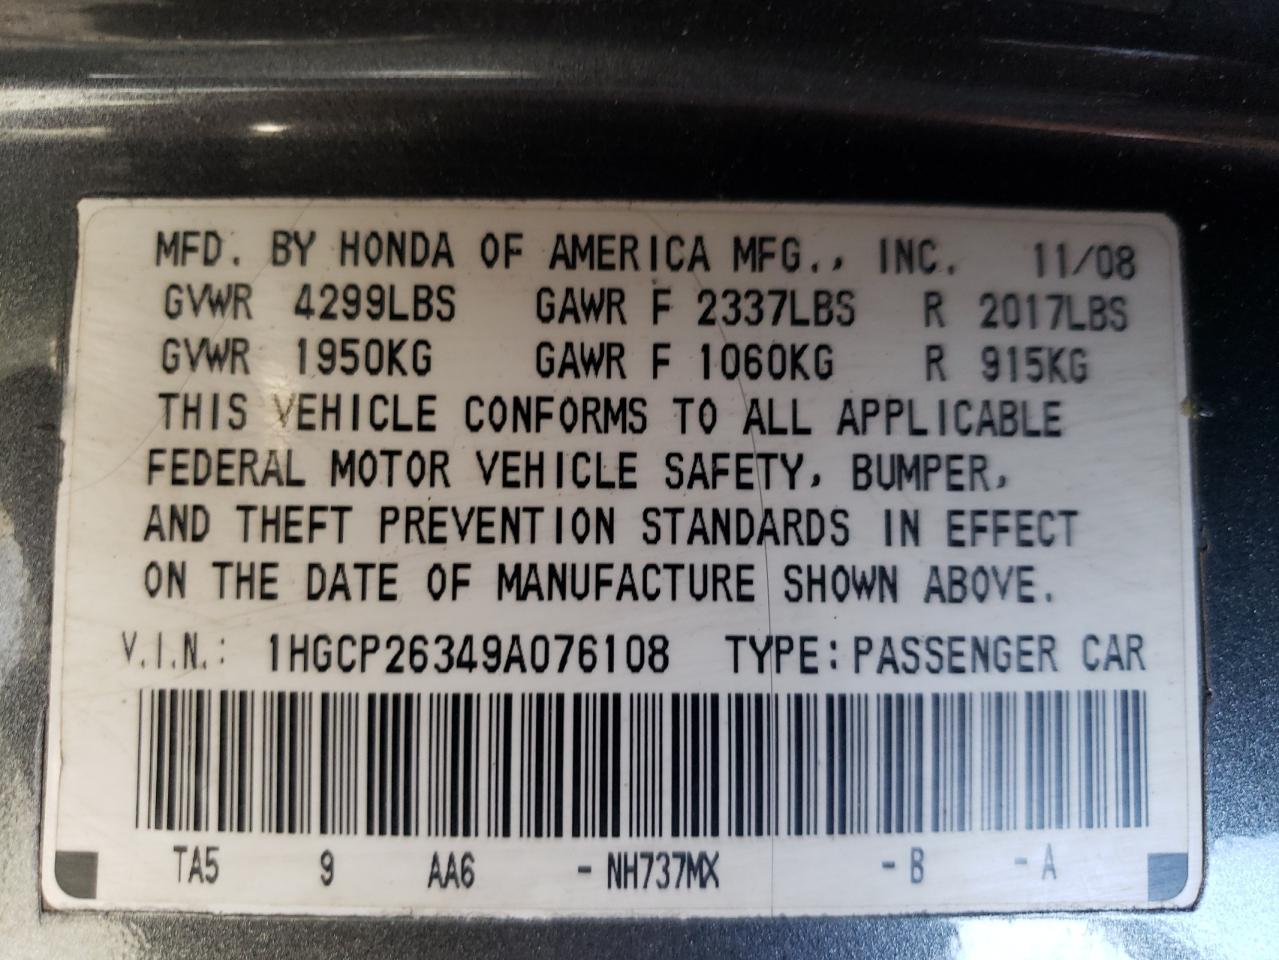 MFD. BY HONDA OF AMERICA MFG., INC. 11/08
GVWR 4299LBS GAWR F 2337LBS R 2017LBS
GVWR 1950KG GAWR F 1060KG R 915KG
THIS VEHICLE CONFORMS TO ALL APPLICABLE
FEDERAL MOTOR VEHICLE SAFETY, BUMPER,
AND THEFT PREVENTION STANDARDS IN EFFECT
ON THE DATE OF MANUFACTURE SHOWN ABOVE.
V.I.N.: 1HGCP26349A076108 TYPE: PASSENGER CAR
TA5 9 AA6 - NH737MX - B - A